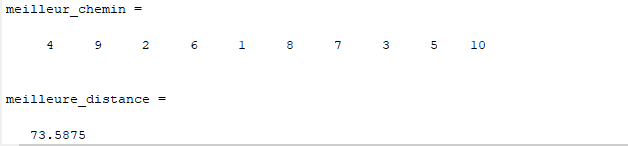 meilleur_chemin =
4 9 2 6 1 8 7 3 5 10
meilleure_distance =
73.5875